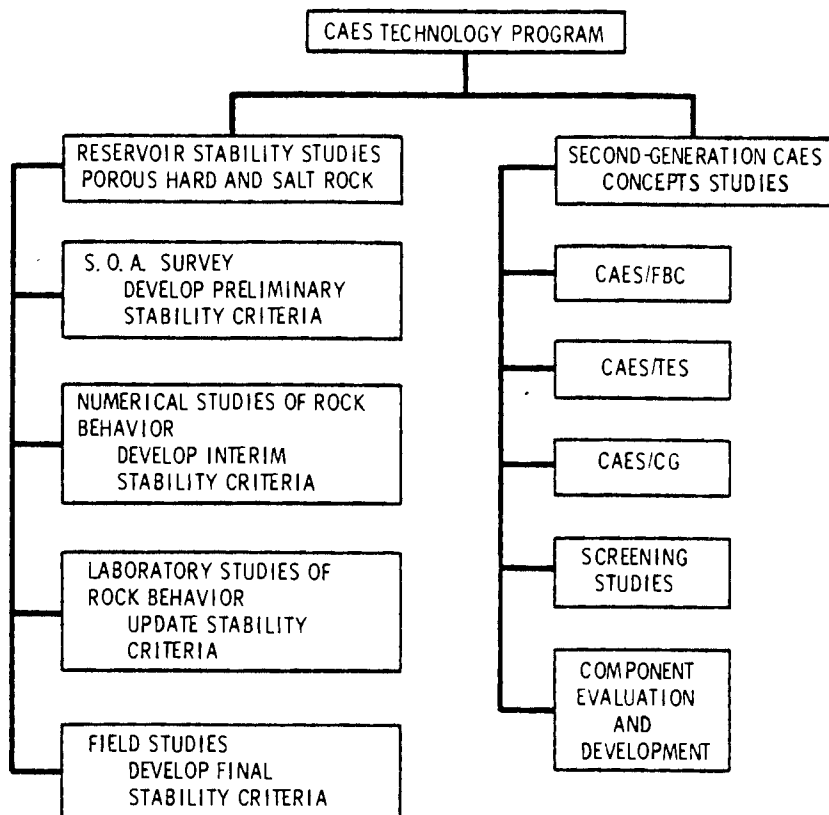 CAES TECHNOLOGY PROGRAM
RESERVOIR STABILITY STUDIES
POROUS HARD AND SALT ROCK
S.O.A. SURVEY
DEVELOP PRELIMINARY
STABILITY CRITERIA
NUMERICAL STUDIES OF ROCK
BEHAVIOR
DEVELOP INTERIM
STABILITY CRITERIA
LABORATORY STUDIES OF
ROCK BEHAVIOR
UPDATE STABILITY
CRITERIA
FIELD STUDIES
DEVELOP FINAL
STABILITY CRITERIA
SECOND-GENERATION CAES
CONCEPTS STUDIES
CAES/FBC
CAES/TES
CAES/CG
SCREENING
STUDIES
COMPONENT
EVALUATION
AND
DEVELOPMENT